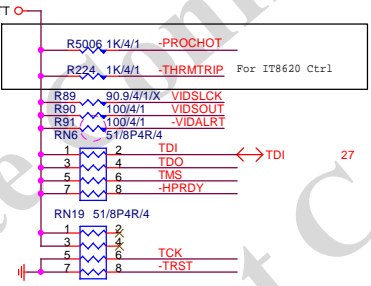 TT
R5006 1K/4/1 -PROCHOT
R224 1K/4/1 -THRMTRIP For IT8620 Ctrl
R89 90.9/4/1/X VIDSLCK
R90 100/4/1 VIDSOUT
R91 100/4/1 -VIDALRT
RN6 51/8P4R/4
1 2 TDI TDI 27
3 4 TDO
5 6 TMS
7 8 -HPRDY
RN19 51/8P4R/4
1 2
3 4
5 6 TCK
7 8 -TRST